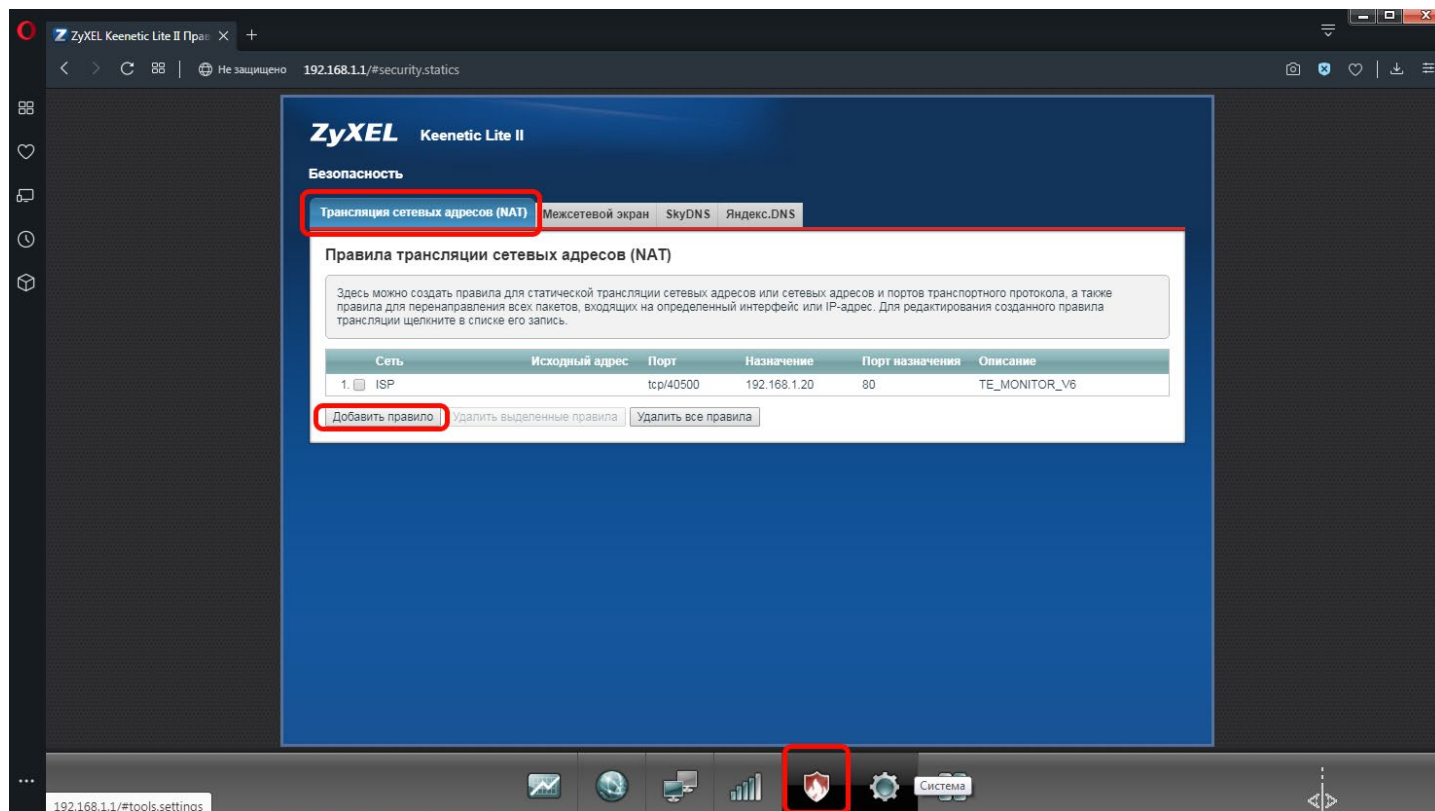 ZyXEL Keenetic Lite II Прав
Не защищено 192.168.1.1/#security.statics
ZyXEL Keenetic Lite II
Безопасность
Трансляция сетевых адресов (NAT) Межсетевой экран SkyDNS Яндекс.DNS
Правила трансляции сетевых адресов (NAT)
Здесь можно создать правила для статической трансляции сетевых адресов или сетевых адресов и портов транспортного протокола, а также
правила для перенаправления всех пакетов, входящих на определенный интерфейс или IP-адрес. Для редактирования созданного правила
трансляции щелкните в списке его запись.
Сеть Исходный адрес Порт Назначение Порт назначения Описание
1. ISP tcp/40500 192.168.1.20 80 TE_MONITOR_V6
Добавить правило Удалить выделенные правила Удалить все правила
Система
192.168.1.1/#tools.settings